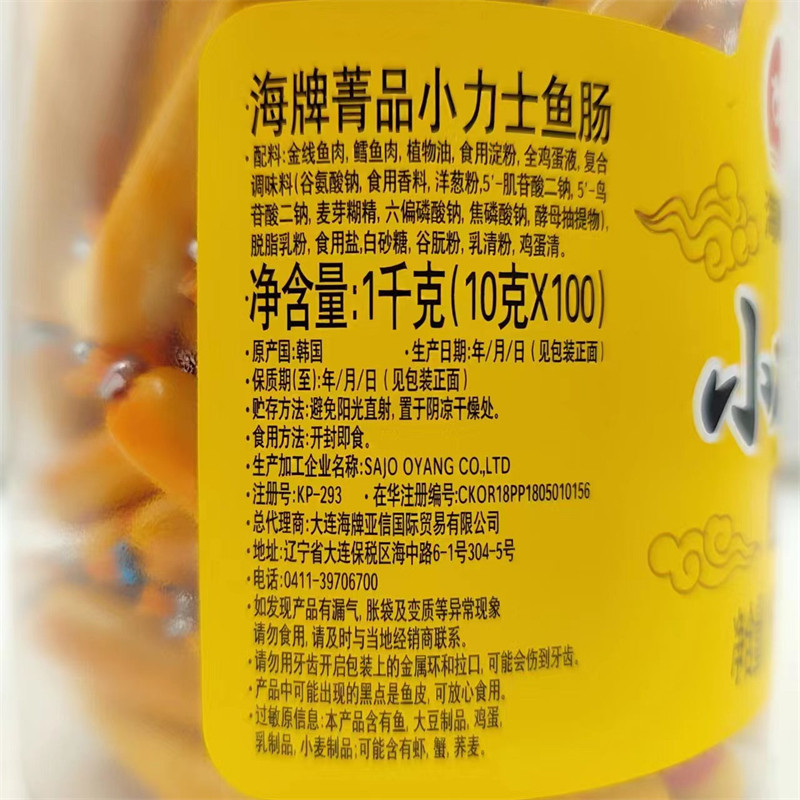 ·海牌菁品小力士鱼肠
·配料:金线鱼肉, 鳕鱼肉, 植物油, 食用淀粉, 全鸡蛋液, 复合
调味料(谷氨酸钠, 食用香料, 洋葱粉,5'-肌苷酸二钠, 5'-鸟
苷酸二钠, 麦芽糊精, 六偏磷酸钠, 焦磷酸钠, 酵母抽提物),
脱脂乳粉, 食用盐,白砂糖, 谷朊粉, 乳清粉, 鸡蛋清。
·净含量:1千克(10克X100)
·原产国:韩国 ·生产日期:年/月/日 (见包装正面)
·保质期(至):年/月/日 (见包装正面)
·贮存方法:避免阳光直射, 置于阴凉干燥处。
·食用方法:开封即食。
·生产加工企业名称:SAJO OYANG CO.,LTD
·注册号:KP-293 ·在华注册编号:CKOR18PP1805010156
·总代理商:大连海牌亚信国际贸易有限公司
·地址:辽宁省大连保税区海中路6-1号304-5号
·电话:0411-39706700
·如发现产品有漏气, 胀袋及变质等异常现象
请勿食用, 请及时与当地经销商联系。
·请勿用牙齿开启包装上的金属环和拉口, 可能会伤到牙齿。
·产品中可能出现的黑点是鱼皮, 可放心食用。
·过敏原信息:本产品含有鱼, 大豆制品, 鸡蛋,
乳制品, 小麦制品;可能含有虾, 蟹, 荞麦。
小
净含